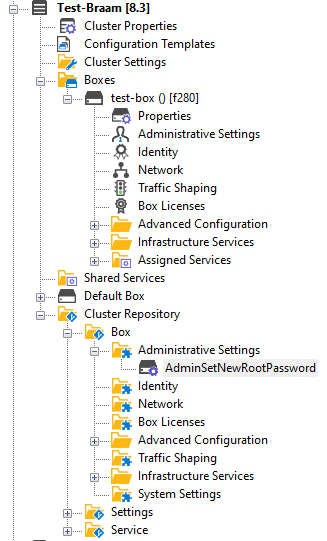 Test-Braam [8.3]
Cluster Properties
Configuration Templates
Cluster Settings
Boxes
test-box () [f280]
Properties
Administrative Settings
Identity
Network
Traffic Shaping
Box Licenses
Advanced Configuration
Infrastructure Services
Assigned Services
Shared Services
Default Box
Cluster Repository
Box
Administrative Settings
AdminSetNewRootPassword
Identity
Network
Box Licenses
Advanced Configuration
Traffic Shaping
Infrastructure Services
System Settings
Settings
Service